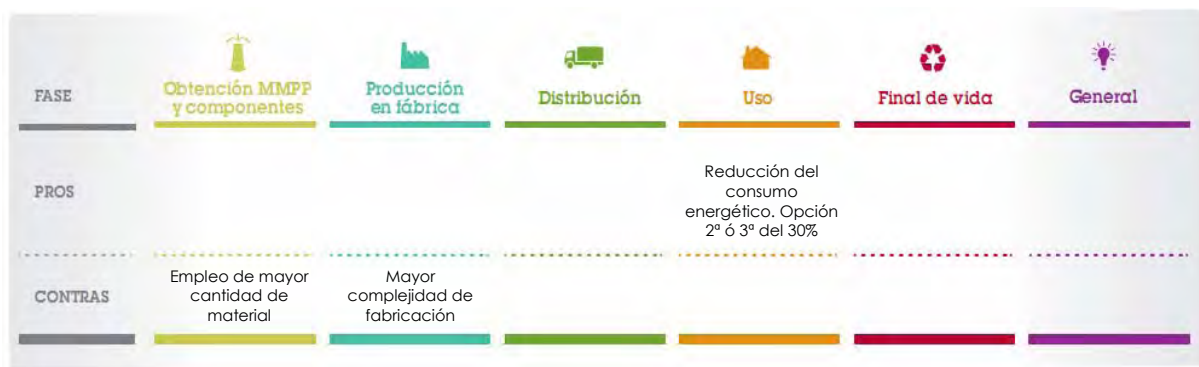 FASE
Obtención MMPP
y componentes
Producción
en fábrica
Distribución
Uso
Final de vida
General
PROS
Reducción del
consumo
energético. Opción
2ª ó 3ª del 30%
CONTRAS
Empleo de mayor
cantidad de
material
Mayor
complejidad de
fabricación